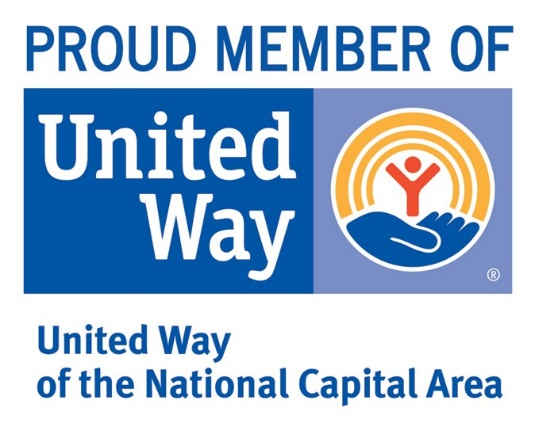 PROUD MEMBER OF
United
Way
®
United Way
of the National Capital Area